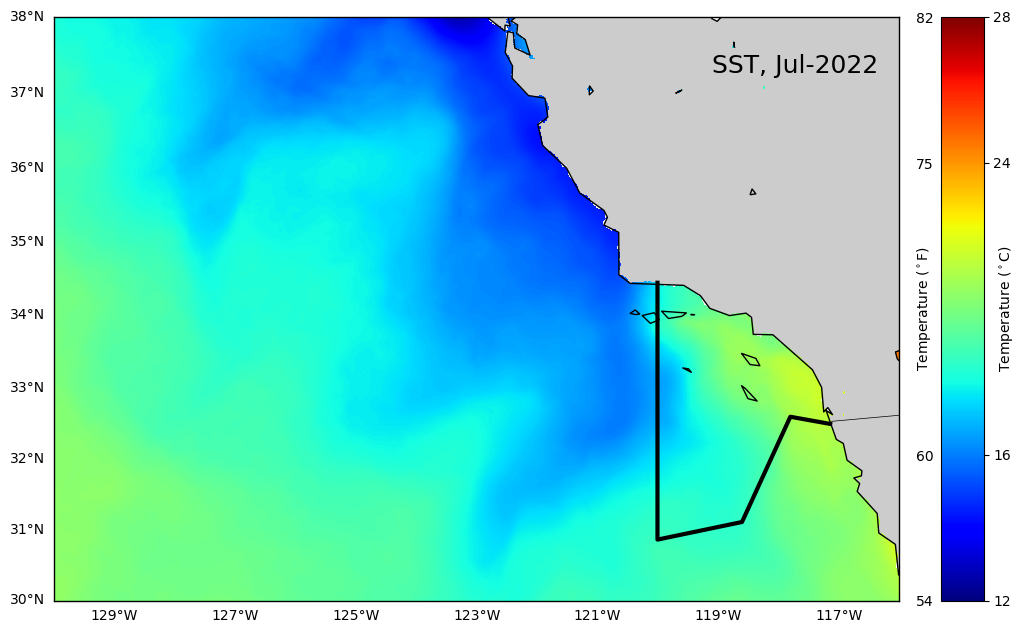 SST, Jul-2022
38°N
37°N
36°N
35°N
34°N
33°N
32°N
31°N
30°N
129°W
127°W
125°W
123°W
121°W
119°W
117°W
82
75
60
54
Temperature (°F)
28
24
16
12
Temperature (°C)